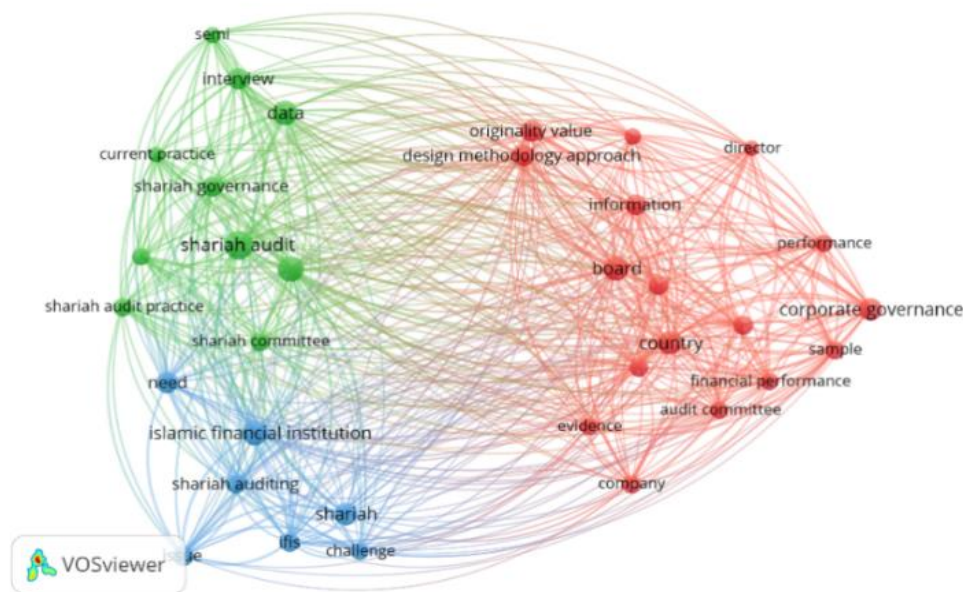 semi
interview
data
originality value
director
current practice
design methodology approach
shariah governance
information
shariah audit
performance
board
shariah audit practice
corporate governance
shariah committee
country
sample
need
financial performance
audit committee
islamic financial institution
evidence
shariah auditing
company
shariah
ifis
challenge
VOSviewer